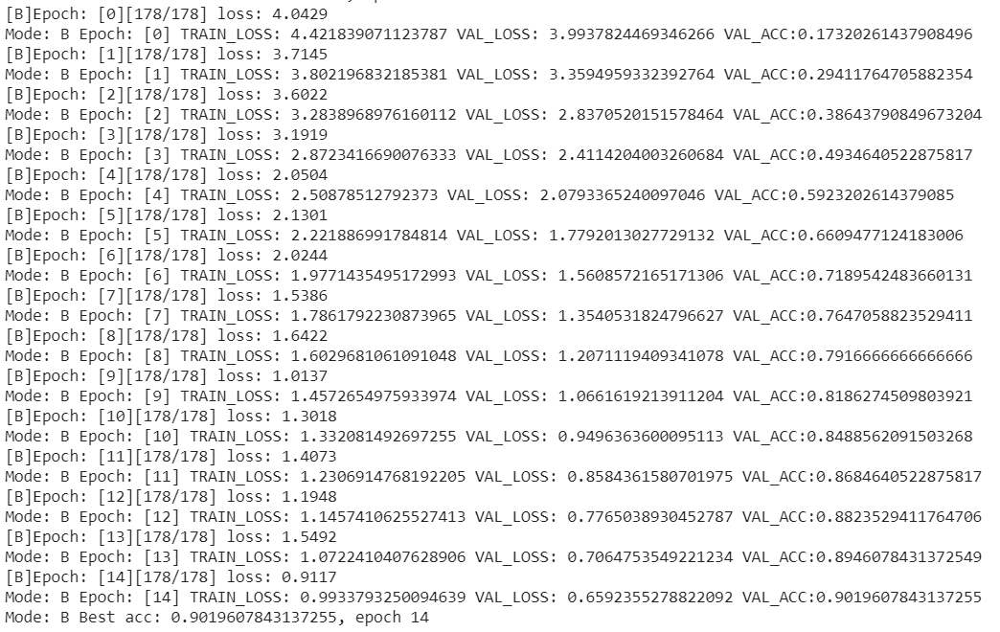 [B]Epoch: [0][178/178] loss: 4.0429
Mode: B Epoch: [0] TRAIN_LOSS: 4.421839071123787 VAL_LOSS: 3.9937824469346266 VAL_ACC:0.17320261437908496
[B]Epoch: [1][178/178] loss: 3.7145
Mode: B Epoch: [1] TRAIN_LOSS: 3.802196832185381 VAL_LOSS: 3.3594959332392764 VAL_ACC:0.29411764705882354
[B]Epoch: [2][178/178] loss: 3.6022
Mode: B Epoch: [2] TRAIN_LOSS: 3.2838968976160112 VAL_LOSS: 2.8370520151578464 VAL_ACC:0.38643790849673204
[B]Epoch: [3][178/178] loss: 3.1919
Mode: B Epoch: [3] TRAIN_LOSS: 2.8723416690076333 VAL_LOSS: 2.4114204003260684 VAL_ACC:0.4934640522875817
[B]Epoch: [4][178/178] loss: 2.0504
Mode: B Epoch: [4] TRAIN_LOSS: 2.50878512792373 VAL_LOSS: 2.0793365240097046 VAL_ACC:0.5923202614379085
[B]Epoch: [5][178/178] loss: 2.1301
Mode: B Epoch: [5] TRAIN_LOSS: 2.221886991784814 VAL_LOSS: 1.7792013027729132 VAL_ACC:0.6609477124183006
[B]Epoch: [6][178/178] loss: 2.0244
Mode: B Epoch: [6] TRAIN_LOSS: 1.9771435495172993 VAL_LOSS: 1.5608572165171306 VAL_ACC:0.7189542483660131
[B]Epoch: [7][178/178] loss: 1.5386
Mode: B Epoch: [7] TRAIN_LOSS: 1.7861792230873965 VAL_LOSS: 1.3540531824796627 VAL_ACC:0.7647058823529411
[B]Epoch: [8][178/178] loss: 1.6422
Mode: B Epoch: [8] TRAIN_LOSS: 1.6029681061091048 VAL_LOSS: 1.2071119409341078 VAL_ACC:0.7916666666666666
[B]Epoch: [9][178/178] loss: 1.0137
Mode: B Epoch: [9] TRAIN_LOSS: 1.4572654975933974 VAL_LOSS: 1.0661619213911204 VAL_ACC:0.8186274509803921
[B]Epoch: [10][178/178] loss: 1.3018
Mode: B Epoch: [10] TRAIN_LOSS: 1.332081492697255 VAL_LOSS: 0.9496363600095113 VAL_ACC:0.8488562091503268
[B]Epoch: [11][178/178] loss: 1.4073
Mode: B Epoch: [11] TRAIN_LOSS: 1.2306914768192205 VAL_LOSS: 0.8584361580701975 VAL_ACC:0.8684640522875817
[B]Epoch: [12][178/178] loss: 1.1948
Mode: B Epoch: [12] TRAIN_LOSS: 1.1457410625527413 VAL_LOSS: 0.7765038930452787 VAL_ACC:0.8823529411764706
[B]Epoch: [13][178/178] loss: 1.5492
Mode: B Epoch: [13] TRAIN_LOSS: 1.0722410407628906 VAL_LOSS: 0.7064753549221234 VAL_ACC:0.8946078431372549
[B]Epoch: [14][178/178] loss: 0.9117
Mode: B Epoch: [14] TRAIN_LOSS: 0.9933793250094639 VAL_LOSS: 0.6592355278822092 VAL_ACC:0.9019607843137255
Mode: B Best acc: 0.9019607843137255, epoch 14